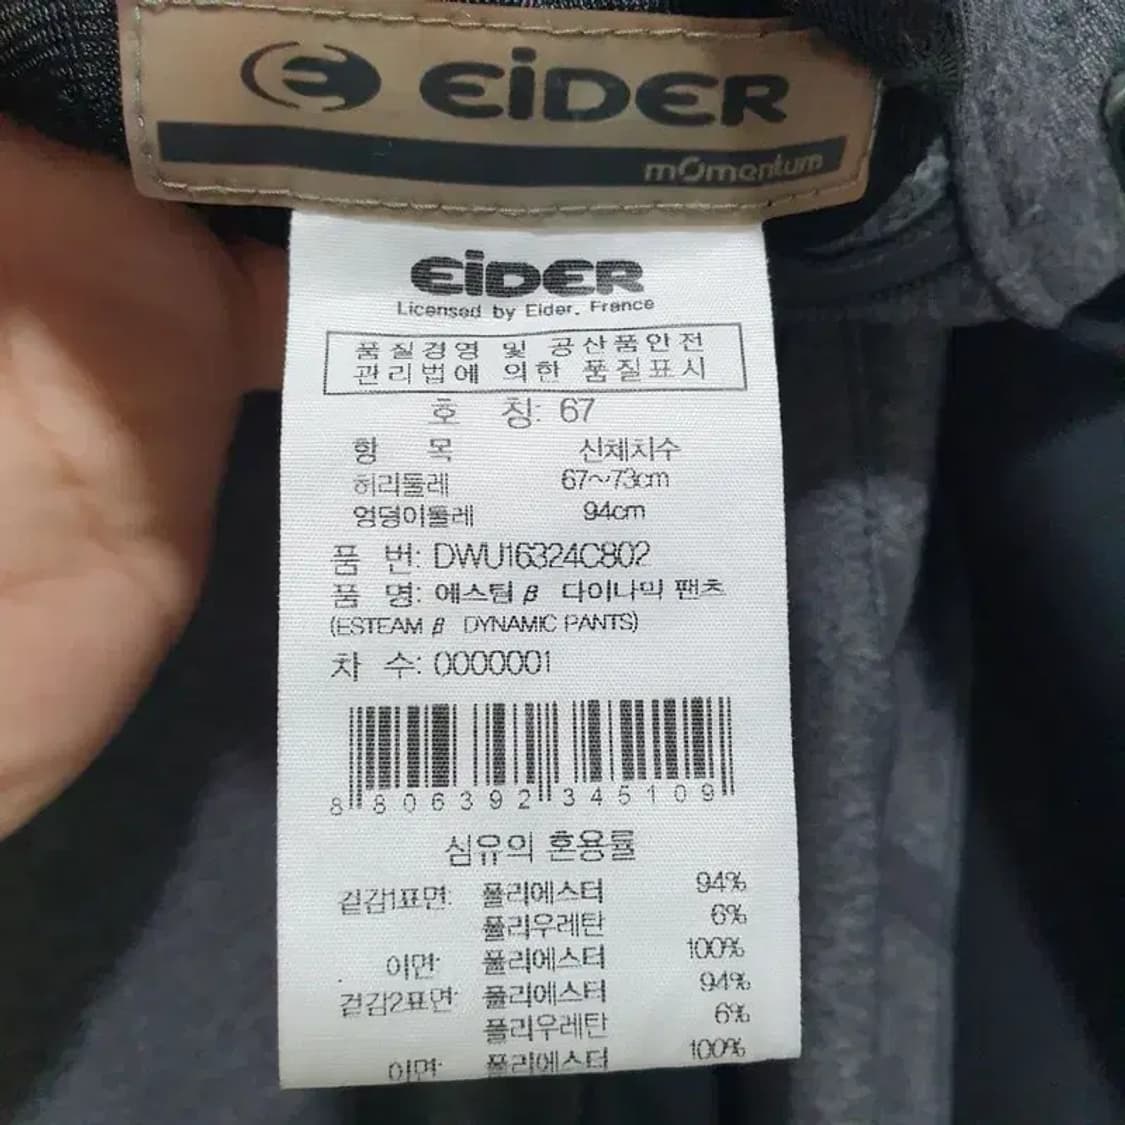 EiDER
mOmentum
EiDER
Licensed by Eider. France
품질경영 및 공산품안전
관리법에 의한 품질표시
호 칭: 67
항 목 신체치수
허리둘레 67~73cm
엉덩이둘레 94cm
품 번: DWU16324C802
품 명: 에스팀 β 다이나믹 팬츠
(ESTEAM β DYNAMIC PANTS)
차 수: 0000001
8 806392 345109
섬유의 혼용률
겉감1표면: 폴리에스터 94%
폴리우레탄 6%
이면: 폴리에스터 100%
겉감2표면: 폴리에스터 94%
폴리우레탄 6%
이면: 폴리에스터 100%